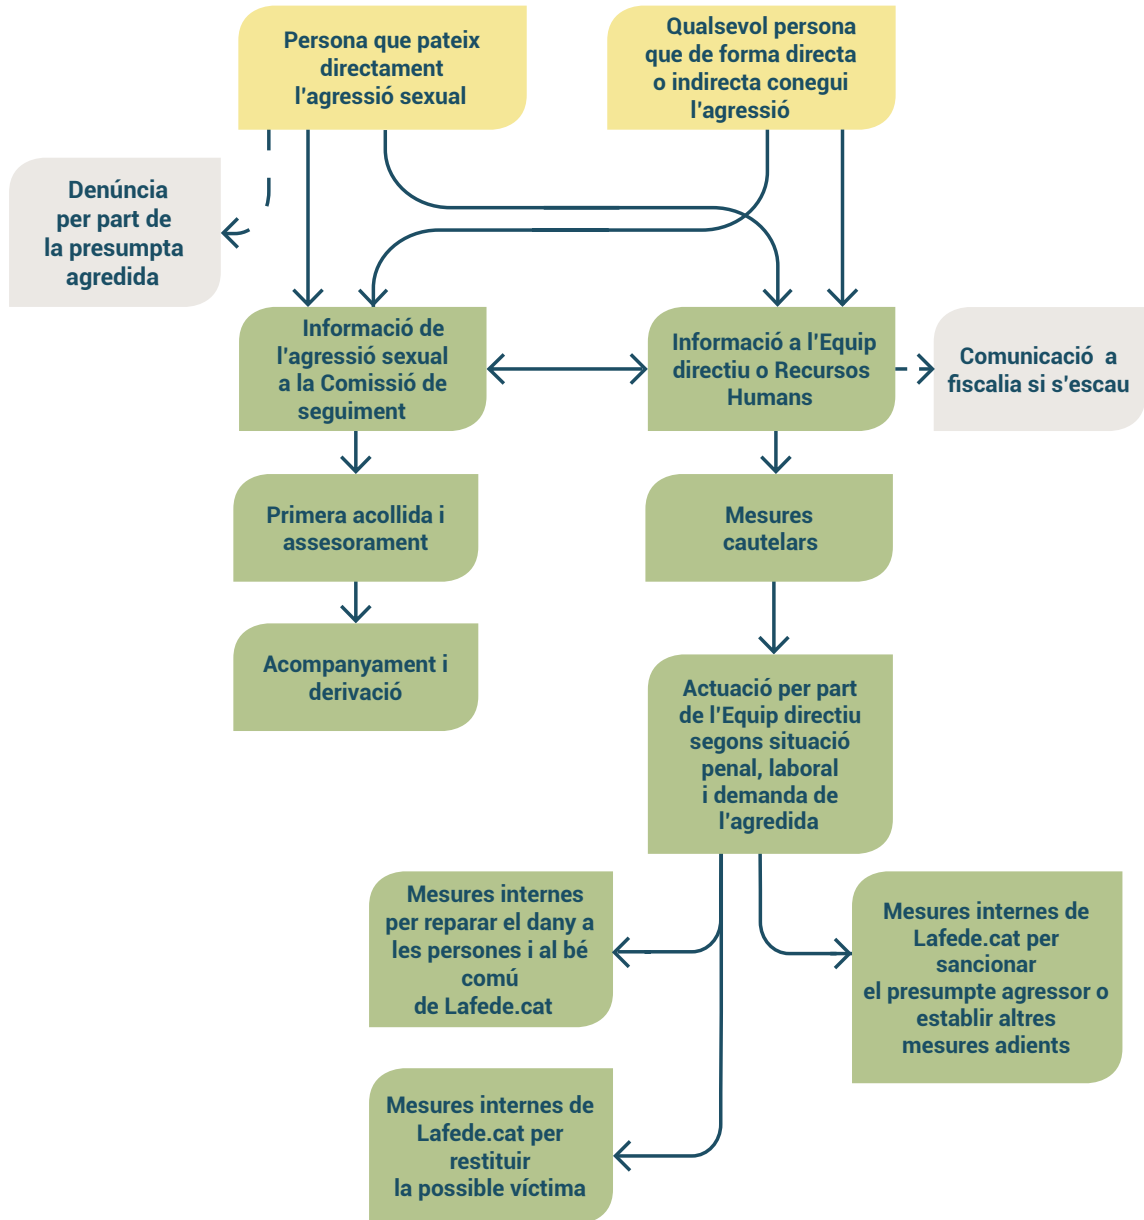 Persona que pateix
directament
l'agressió sexual
Qualsevol persona
que de forma directa
o indirecta conegui
l'agressió
Denúncia
per part de
la presumpta
agredida
Informació de
l'agressió sexual
a la Comissió de
seguiment
Informació a l'Equip
directiu o Recursos
Humans
Comunicació a
fiscalia si s'escau
Primera acollida i
assesorament
Mesures
cautelars
Acompanyament i
derivació
Actuació per part
de l'Equip directiu
segons situació
penal, laboral
i demanda de
l'agredida
Mesures internes
per reparar el dany a
les persones i al bé
comú
de Lafede.cat
Mesures internes de
Lafede.cat per
sancionar
el presumpte agressor o
establir altres
mesures adients
Mesures internes de
Lafede.cat per
restituir
la possible víctima